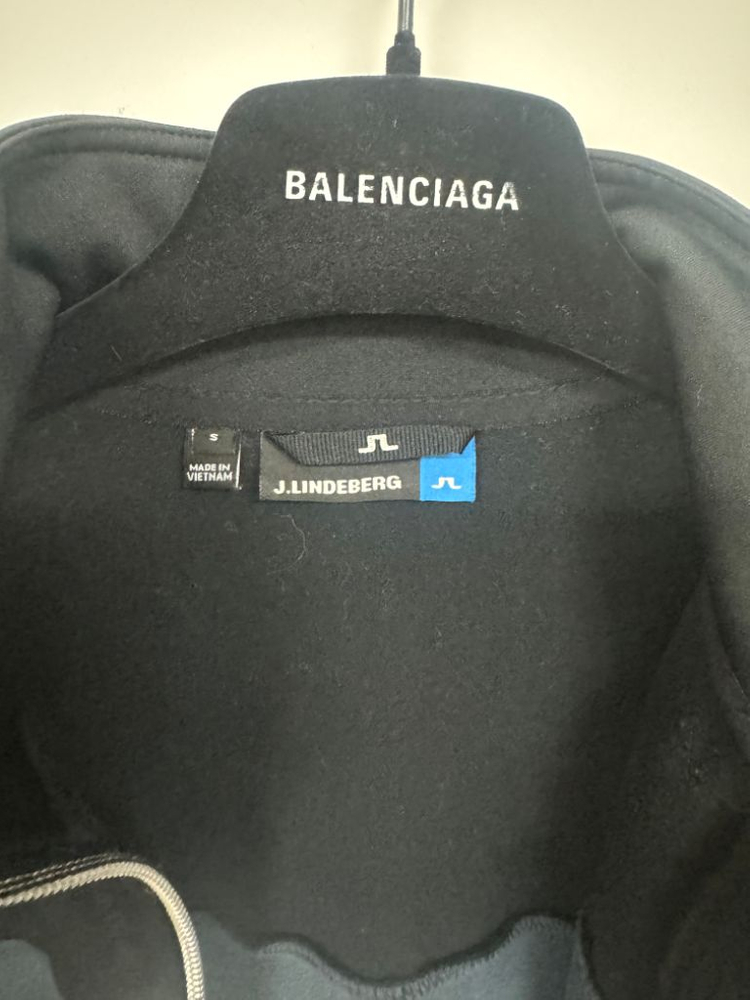 BALENCIAGA
S
MADE IN
VIETNAM
J.LINDEBERG